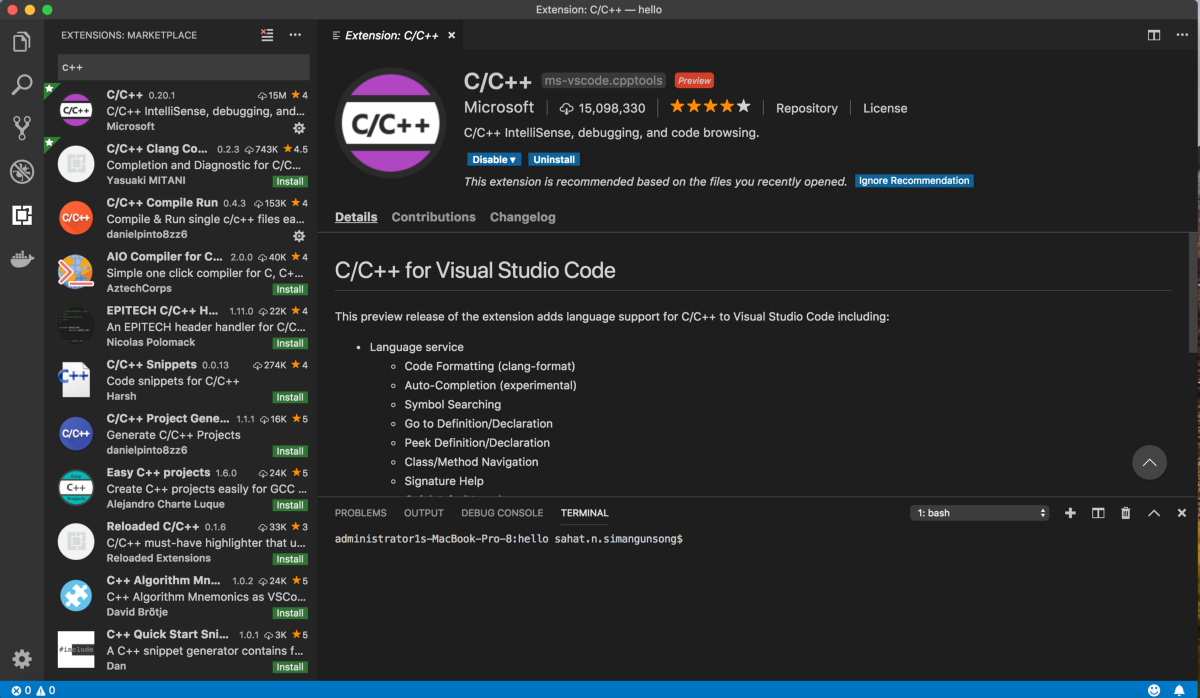 Extension: C/C++ — hello
EXTENSIONS: MARKETPLACE
c++
C/C++ 0.20.1 15M 4
C/C++ IntelliSense, debugging, and...
Microsoft
C/C++ Clang Co... 0.2.3 743K 4.5
Completion and Diagnostic for C/C...
Yasuaki MITANI Install
C/C++ Compile Run 0.4.3 153K 4
Compile & Run single c/c++ files ea...
danielpinto8zz6
AIO Compiler for C... 2.0.0 40K 4
Simple one click compiler for C, C+...
AztechCorps Install
EPITECH C/C++ H... 1.11.0 22K 4
An EPITECH header handler for C/C...
Nicolas Polomack Install
C/C++ Snippets 0.0.13 274K 4
Code snippets for C/C++
Harsh Install
C/C++ Project Gene... 1.1.1 16K 5
Generate C/C++ Projects
danielpinto8zz6 Install
Easy C++ projects 1.6.0 24K 5
Create C++ projects easily for GCC ...
Alejandro Charte Luque Install
Reloaded C/C++ 0.1.6 33K 3
C/C++ must-have highlighter that u...
Reloaded Extensions Install
C++ Algorithm Mn... 1.0.2 24K 5
C++ Algorithm Mnemonics as VSCo...
David Brötje Install
C++ Quick Start Sni... 1.0.1 3K 5
A C++ snippet generator contains f...
Dan Install
C/C++
C/C++
C/C++
C++
C/C++
Easy
C++
Projects
#include
Extension: C/C++
C/C++
C/C++ ms-vscode.cpptools Preview
Microsoft 15,098,330 Repository License
C/C++ IntelliSense, debugging, and code browsing.
Disable Uninstall
This extension is recommended based on the files you recently opened. Ignore Recommendation
Details Contributions Changelog
C/C++ for Visual Studio Code
This preview release of the extension adds language support for C/C++ to Visual Studio Code including:
Language service
Code Formatting (clang-format)
Auto-Completion (experimental)
Symbol Searching
Go to Definition/Declaration
Peek Definition/Declaration
Class/Method Navigation
Signature Help
PROBLEMS OUTPUT DEBUG CONSOLE TERMINAL 1: bash
administrator1s-MacBook-Pro-8:hello sahat.n.simangunsong$
0 0